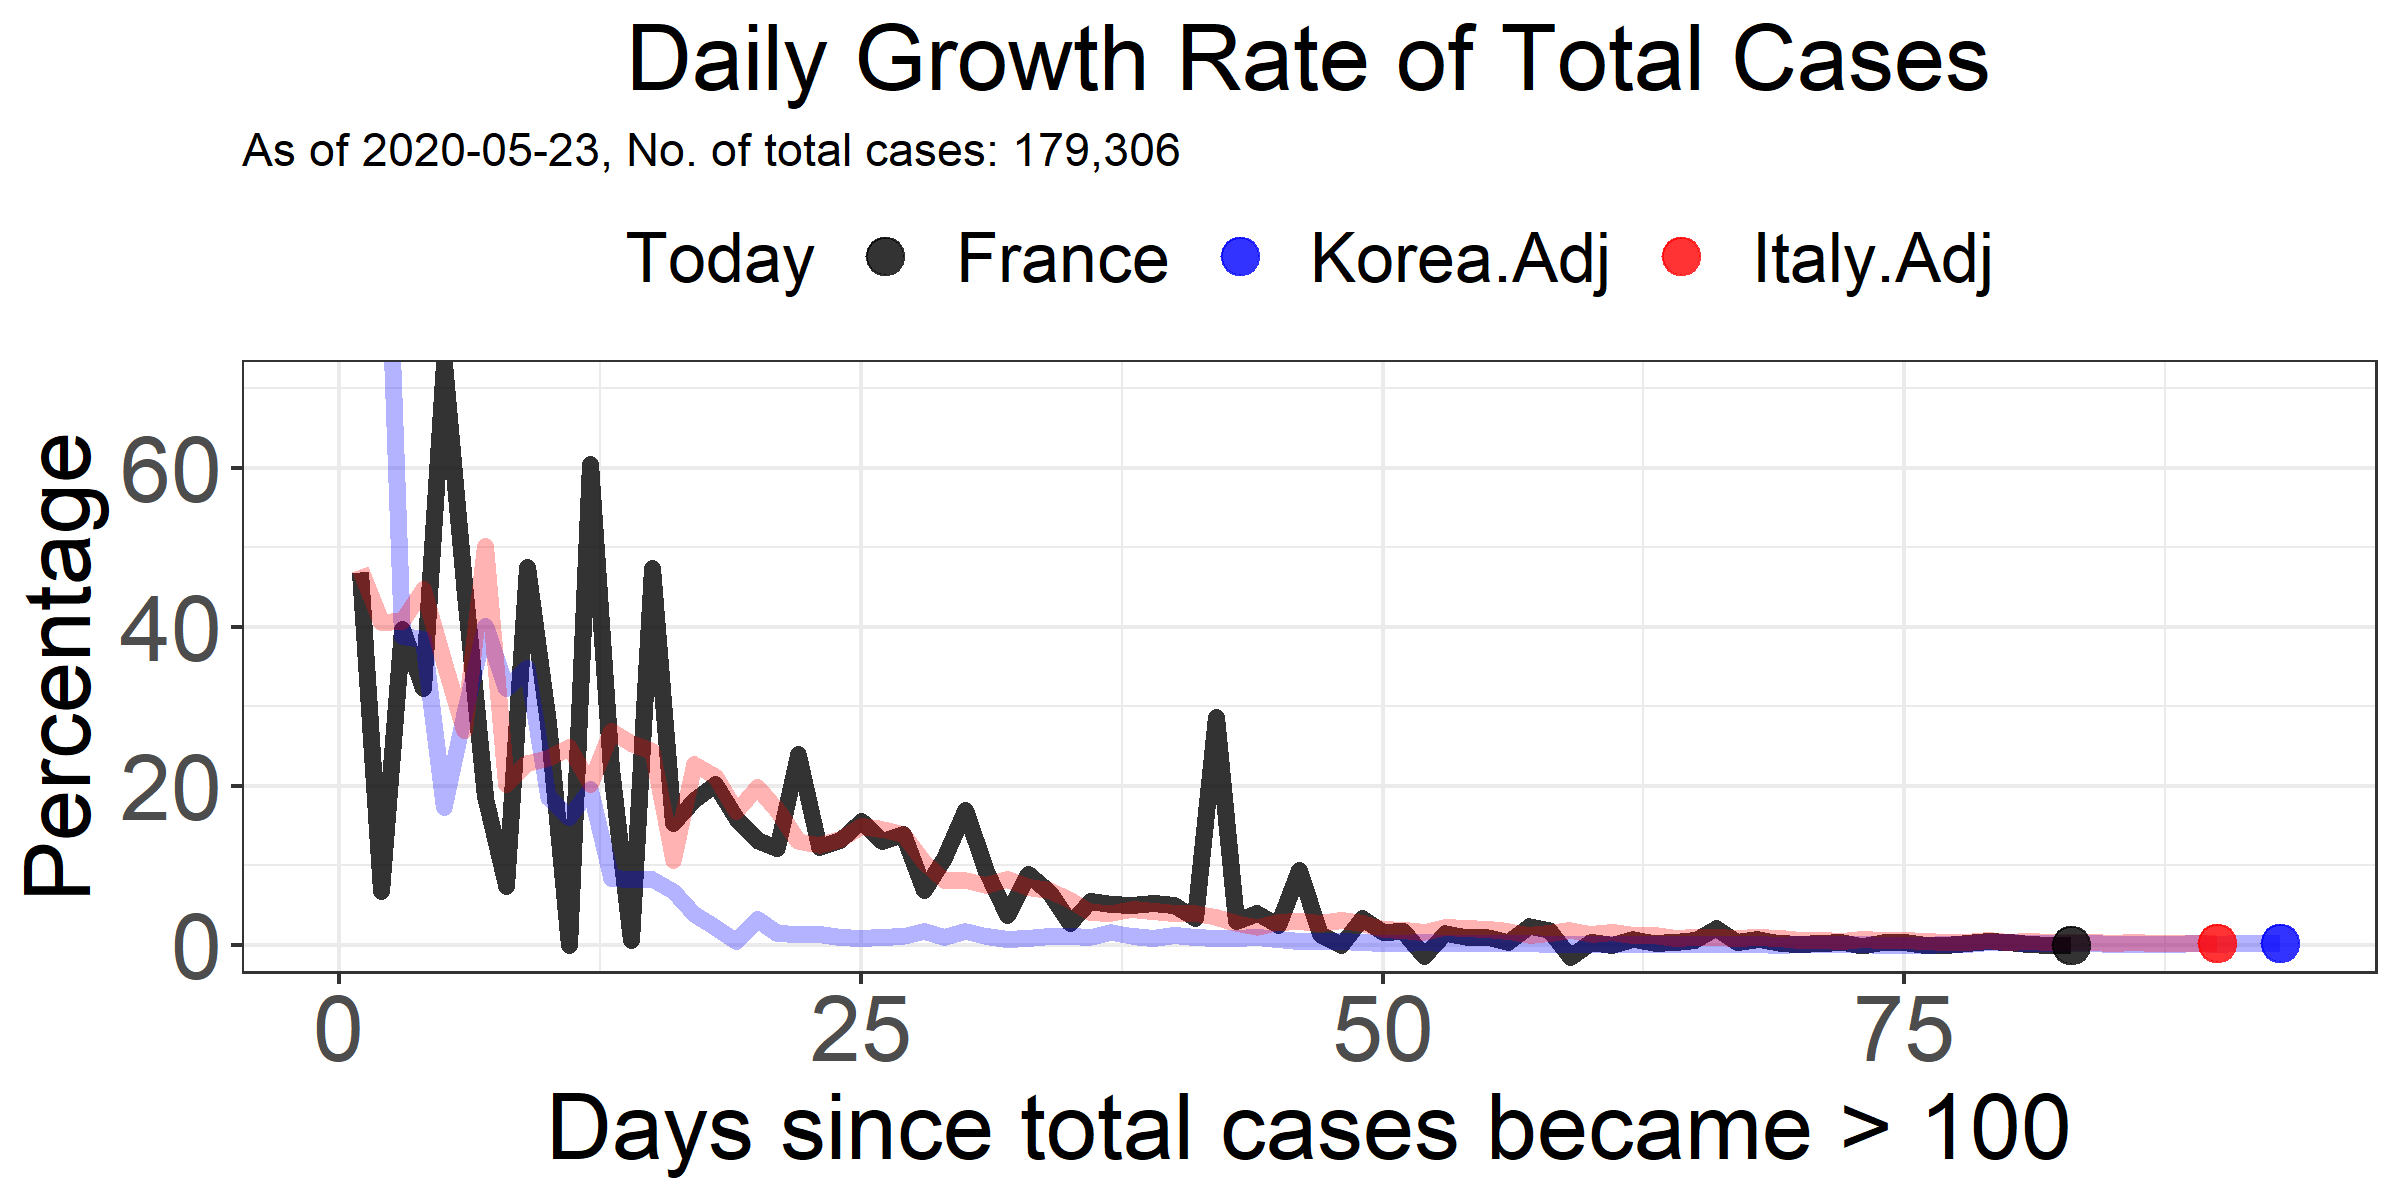 Daily Growth Rate of Total Cases
As of 2020-05-23, No. of total cases: 179,306
Today France Korea.Adj Italy.Adj
Percentage
60
40
20
0
0 25 50 75
Days since total cases became > 100